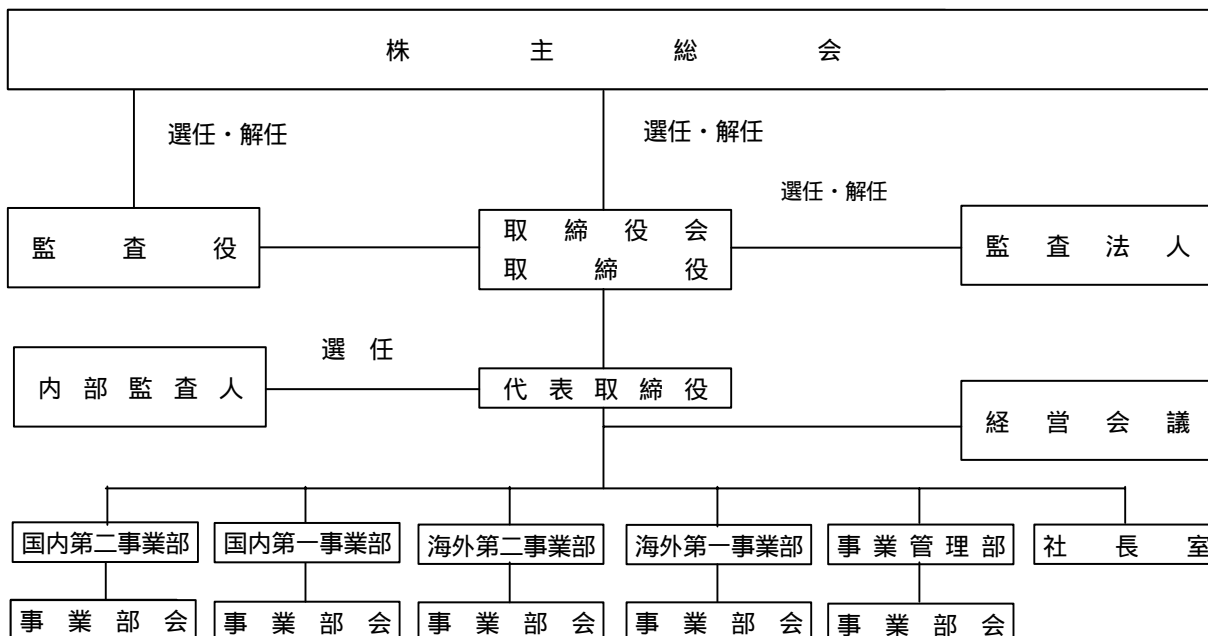 株主総会
選任・解任
選任・解任
選任・解任
監査役
取締役会
取締役
監査法人
選任
内部監査人
代表取締役
経営会議
国内第二事業部
国内第一事業部
海外第二事業部
海外第一事業部
事業管理部
社長室
事業部会
事業部会
事業部会
事業部会
事業部会